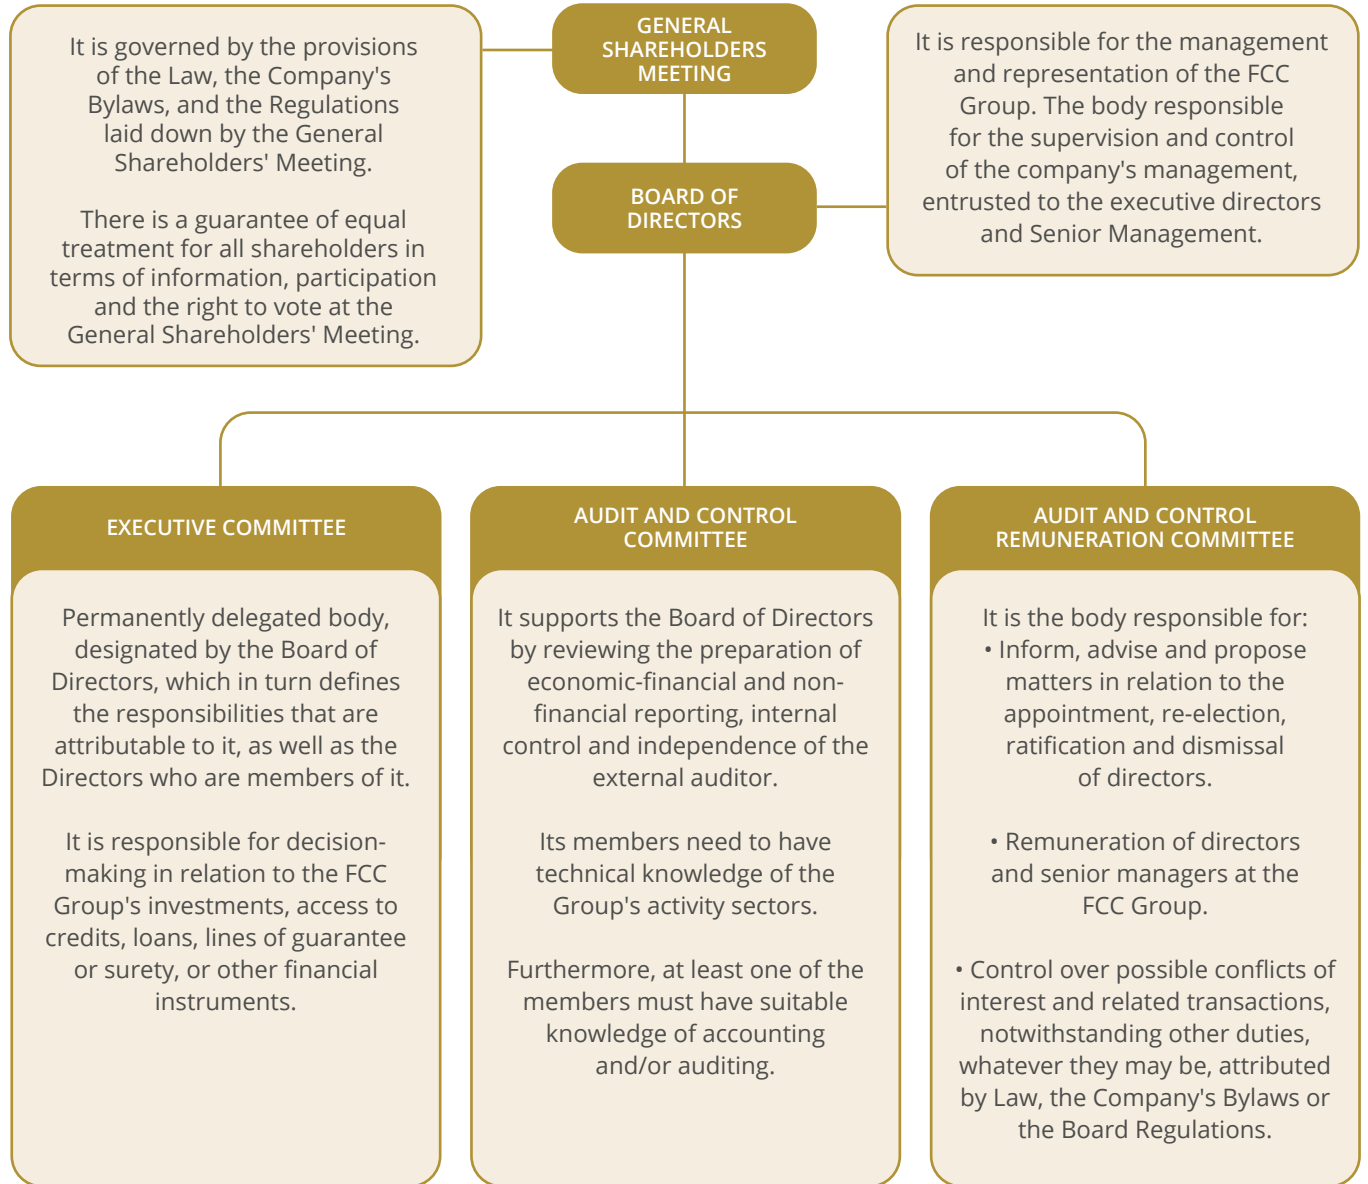 GENERAL
SHAREHOLDERS
MEETING
It is governed by the provisions
of the Law, the Company's
Bylaws, and the Regulations
laid down by the General
Shareholders' Meeting.
There is a guarantee of equal
treatment for all shareholders in
terms of information, participation
and the right to vote at the
General Shareholders' Meeting.
BOARD OF
DIRECTORS
It is responsible for the management
and representation of the FCC
Group. The body responsible
for the supervision and control
of the company's management,
entrusted to the executive directors
and Senior Management.
EXECUTIVE COMMITTEE
Permanently delegated body,
designated by the Board of
Directors, which in turn defines
the responsibilities that are
attributable to it, as well as the
Directors who are members of it.
It is responsible for decision-
making in relation to the FCC
Group's investments, access to
credits, loans, lines of guarantee
or surety, or other financial
instruments.
AUDIT AND CONTROL
COMMITTEE
It supports the Board of Directors
by reviewing the preparation of
economic-financial and non-
financial reporting, internal
control and independence of the
external auditor.
Its members need to have
technical knowledge of the
Group's activity sectors.
Furthermore, at least one of the
members must have suitable
knowledge of accounting
and/or auditing.
AUDIT AND CONTROL
REMUNERATION COMMITTEE
It is the body responsible for:
• Inform, advise and propose
matters in relation to the
appointment, re-election,
ratification and dismissal
of directors.
• Remuneration of directors
and senior managers at the
FCC Group.
• Control over possible conflicts of
interest and related transactions,
notwithstanding other duties,
whatever they may be, attributed
by Law, the Company's Bylaws or
the Board Regulations.